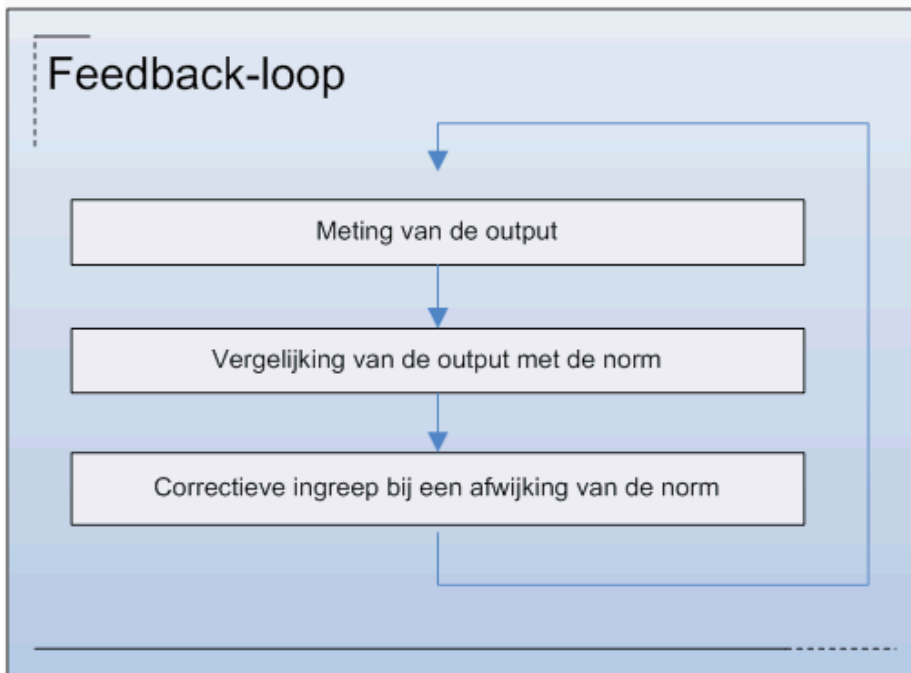 Feedback-loop
Meting van de output
Vergelijking van de output met de norm
Correctieve ingreep bij een afwijking van de norm